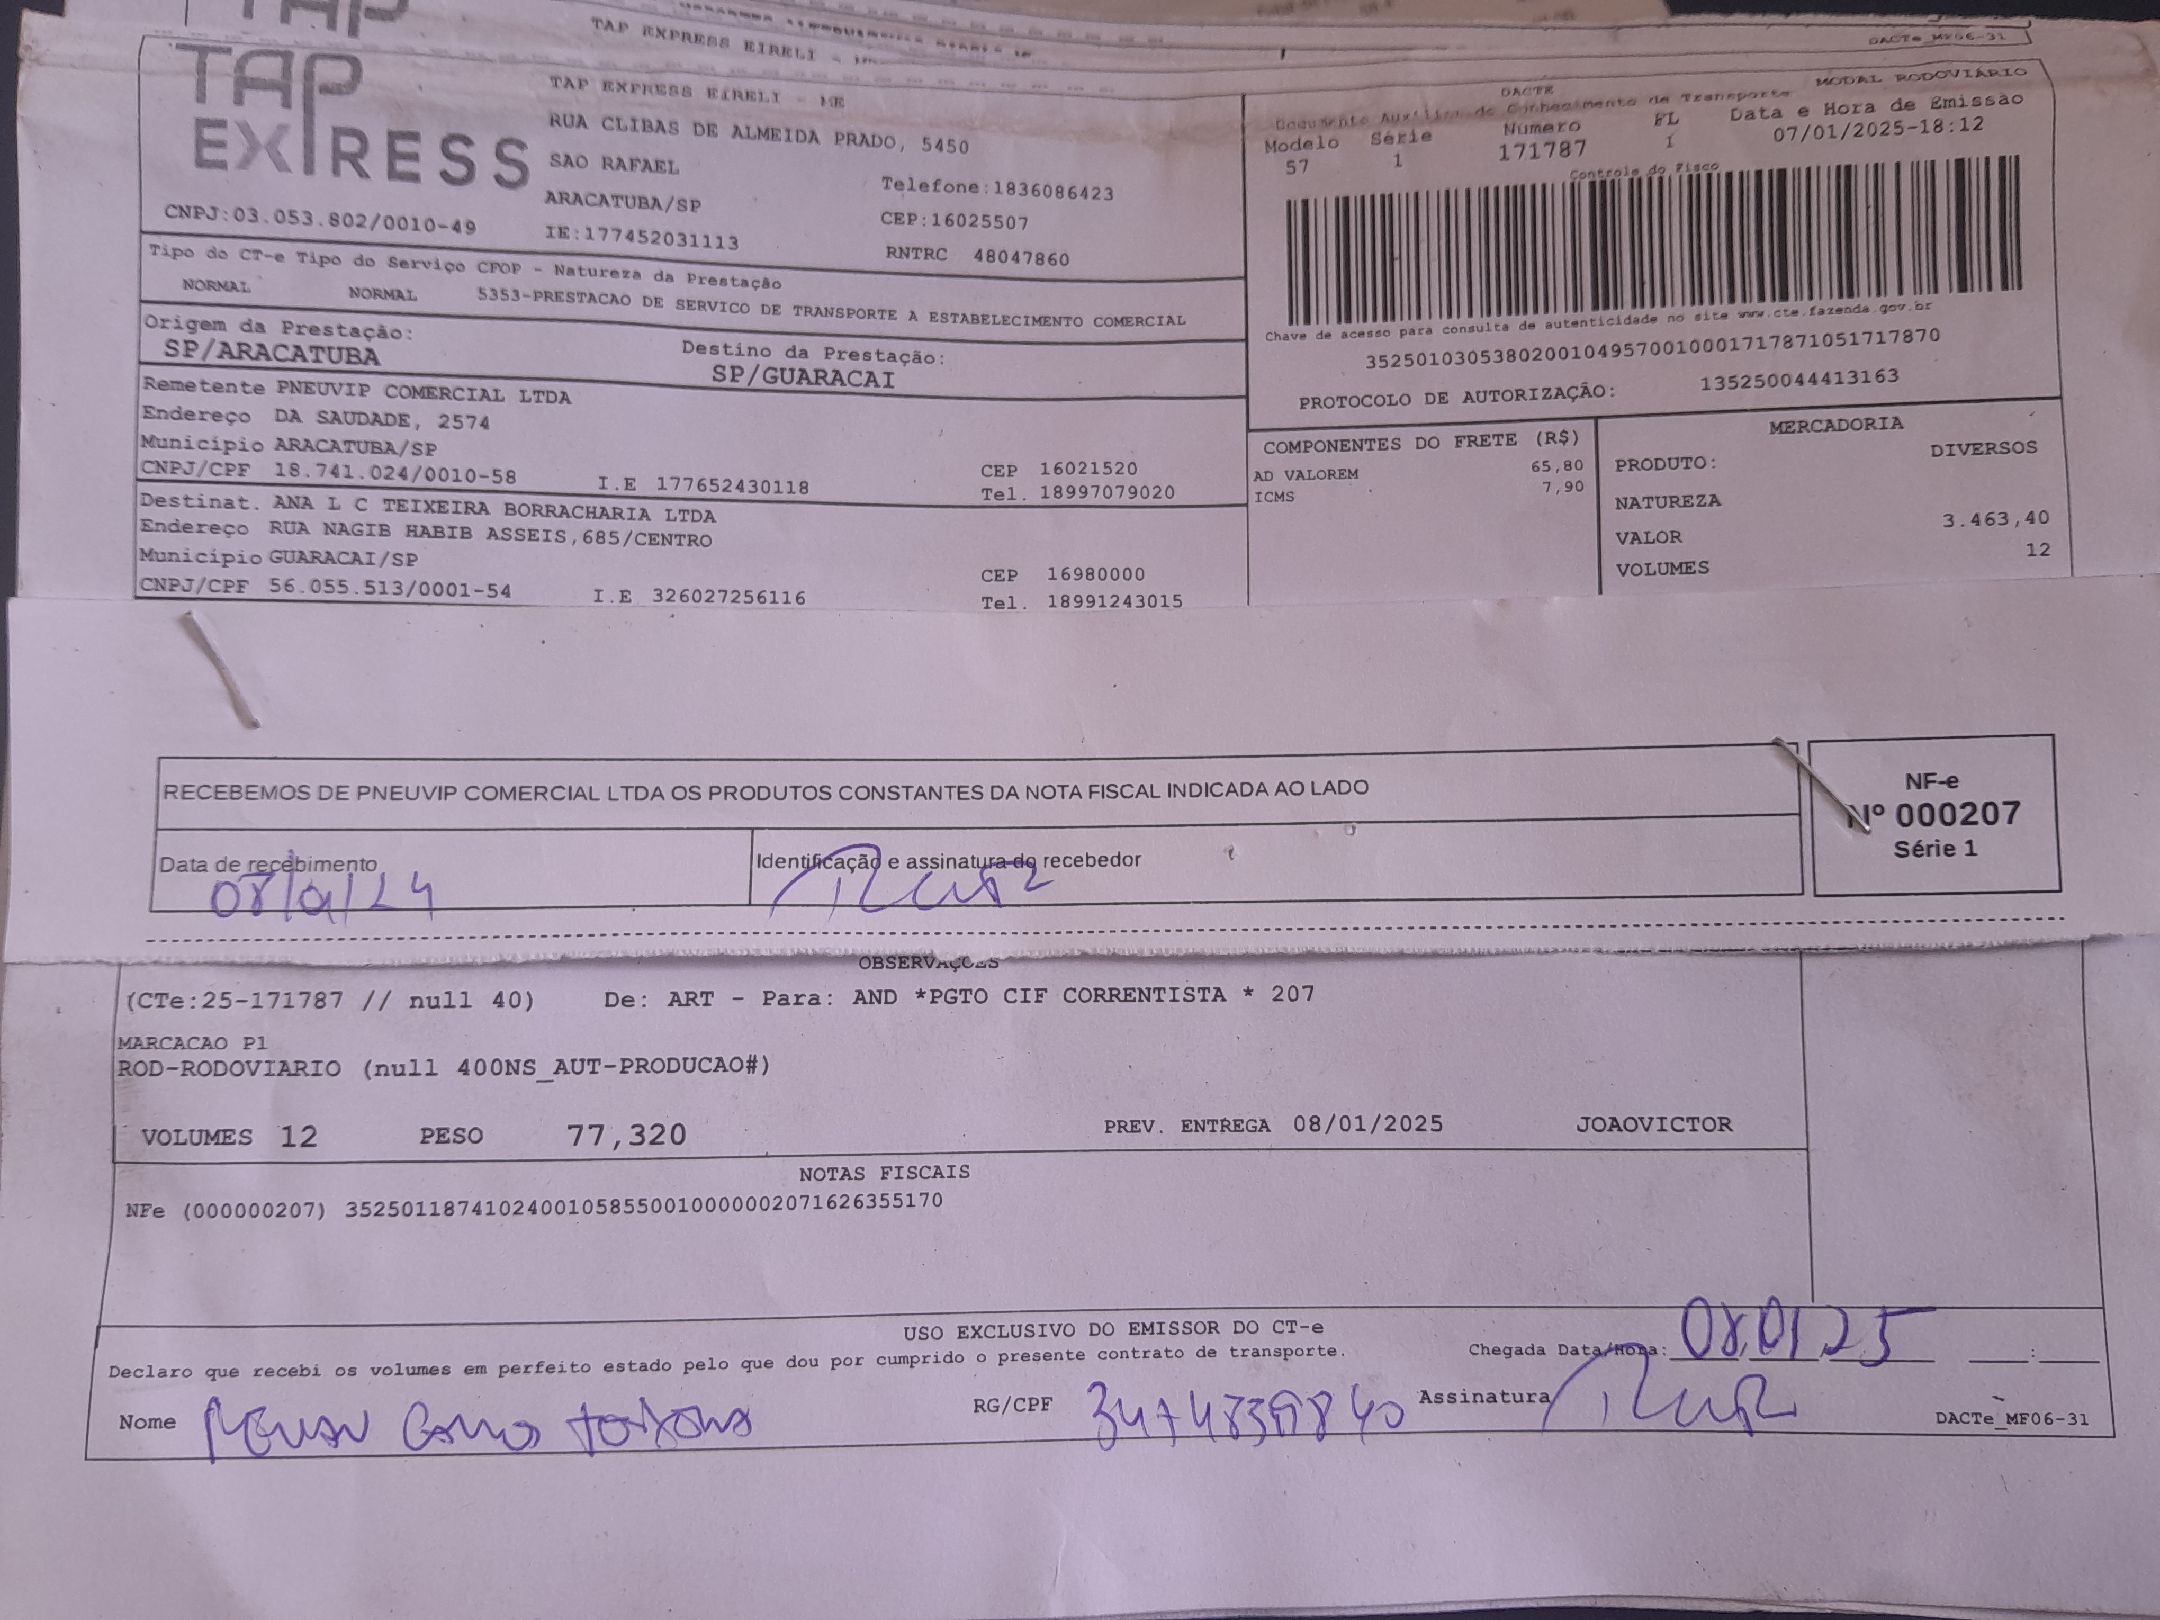 TAP
TAP EXPRESS EIRELI
DACTe_MF06-31
TAP EXPRESS
TAP EXPRESS EIRELI - ME
RUA CLIBAS DE ALMEIDA PRADO, 5450
SAO RAFAEL
ARACATUBA/SP
Telefone:1836086423
CEP:16025507
CNPJ:03.053.802/0010-49
IE:177452031113
RNTRC 48047860
DACTE MODAL RODOVIÁRIO
Documento Auxiliar do Conhecimento de Transporte
Modelo Série Número FL Data e Hora de Emissão
57 1 171787 1 07/01/2025-18:12
Controle do Fisco
Chave de acesso para consulta de autenticidade no site www.cte.fazenda.gov.br
35250103053802001049570010001717871051717870
PROTOCOLO DE AUTORIZAÇÃO: 135250044413163
Tipo do CT-e Tipo do Serviço CFOP - Natureza da Prestação
NORMAL NORMAL 5353-PRESTACAO DE SERVICO DE TRANSPORTE A ESTABELECIMENTO COMERCIAL
Origem da Prestação: Destino da Prestação:
SP/ARACATUBA SP/GUARACAI
Remetente PNEUVIP COMERCIAL LTDA
Endereço DA SAUDADE, 2574
Município ARACATUBA/SP
CNPJ/CPF 18.741.024/0010-58 I.E 177652430118
CEP 16021520
Tel. 18997079020
Destinat. ANA L C TEIXEIRA BORRACHARIA LTDA
Endereço RUA NAGIB HABIB ASSEIS,685/CENTRO
Município GUARACAI/SP
CNPJ/CPF 56.055.513/0001-54 I.E 326027256116
CEP 16980000
Tel. 18991243015
COMPONENTES DO FRETE (R$)
AD VALOREM 65,80
ICMS 7,90
MERCADORIA
PRODUTO: DIVERSOS
NATUREZA
VALOR 3.463,40
VOLUMES 12
RECEBEMOS DE PNEUVIP COMERCIAL LTDA OS PRODUTOS CONSTANTES DA NOTA FISCAL INDICADA AO LADO
Data de recebimento Identificação e assinatura do recebedor
NF-e
Nº 000207
Série 1
OBSERVAÇÕES
(CTe:25-171787 // null 40) De: ART - Para: AND *PGTO CIF CORRENTISTA * 207
MARCACAO P1
ROD-RODOVIARIO (null 400NS_AUT-PRODUCAO#)
VOLUMES 12 PESO 77,320 PREV. ENTREGA 08/01/2025 JOAOVICTOR
NOTAS FISCAIS
NFe (000000207) 35250118741024001058550010000002071626355170
USO EXCLUSIVO DO EMISSOR DO CT-e
Declaro que recebi os volumes em perfeito estado pelo que dou por cumprido o presente contrato de transporte.
Chegada Data/Hora: 08/01/25 :
Nome RG/CPF Assinatura
DACTe_MF06-31